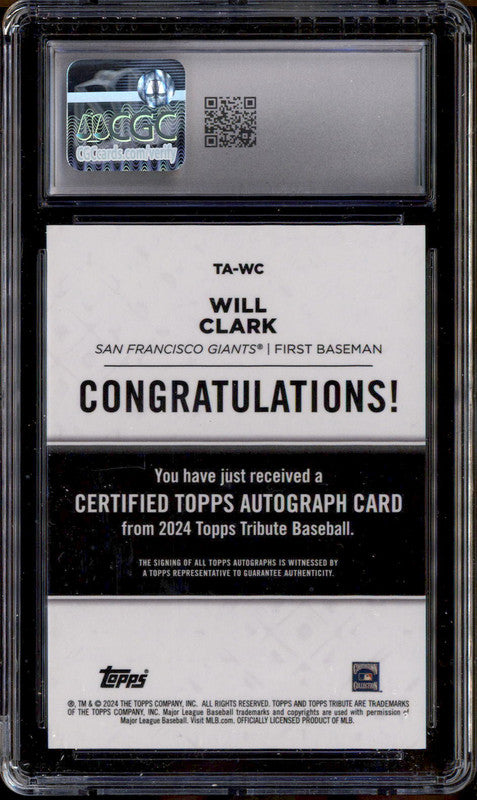 CGC
CGCcards.com/verify
TA-WC
WILL
CLARK
SAN FRANCISCO GIANTS® | FIRST BASEMAN
CONGRATULATIONS!
You have just received a
CERTIFIED TOPPS AUTOGRAPH CARD
from 2024 Topps Tribute Baseball.
THE SIGNING OF ALL TOPPS AUTOGRAPHS IS WITNESSED BY
A TOPPS REPRESENTATIVE TO GUARANTEE AUTHENTICITY.
Topps
COOPERSTOWN
COLLECTION
®, TM & © 2024 THE TOPPS COMPANY, INC. ALL RIGHTS RESERVED. TOPPS AND TOPPS TRIBUTE ARE TRADEMARKS
OF THE TOPPS COMPANY, INC. Major League Baseball trademarks and copyrights are used with permission of
Major League Baseball. Visit MLB.com. OFFICIALLY LICENSED PRODUCT OF MLB.